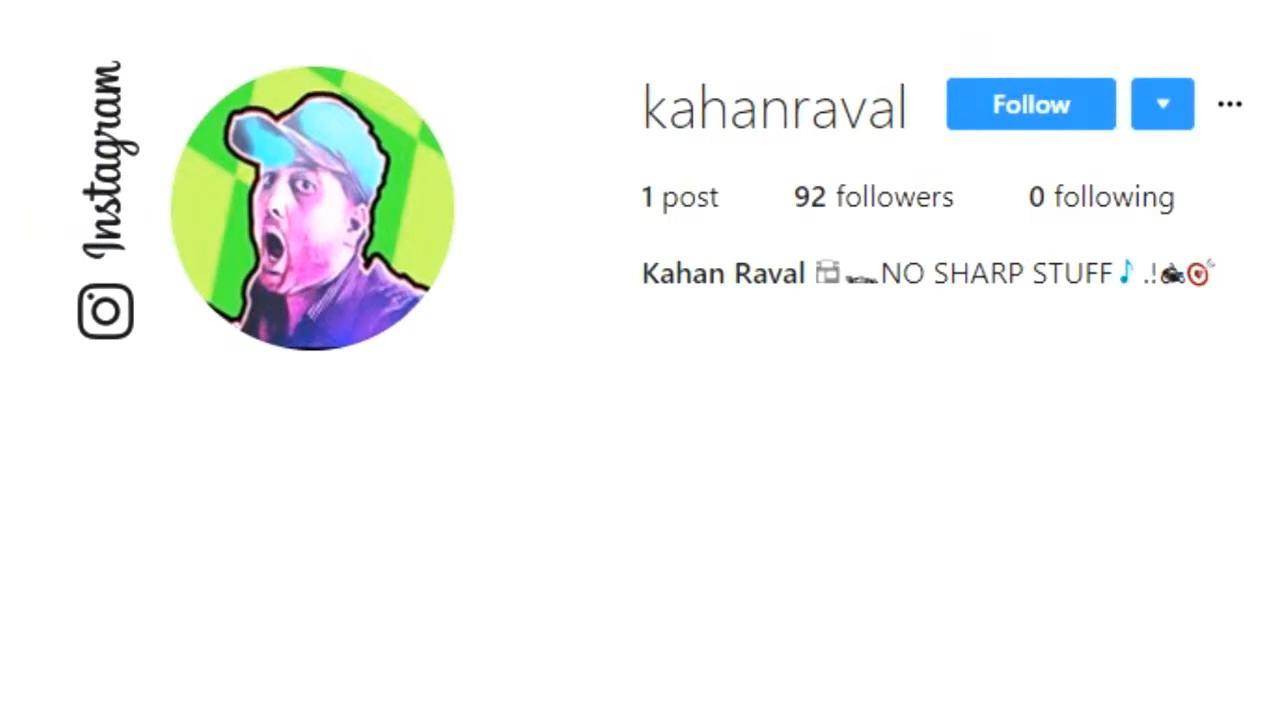 Instagram
kahanraval Follow
1 post 92 followers 0 following
Kahan Raval NO SHARP STUFF .!